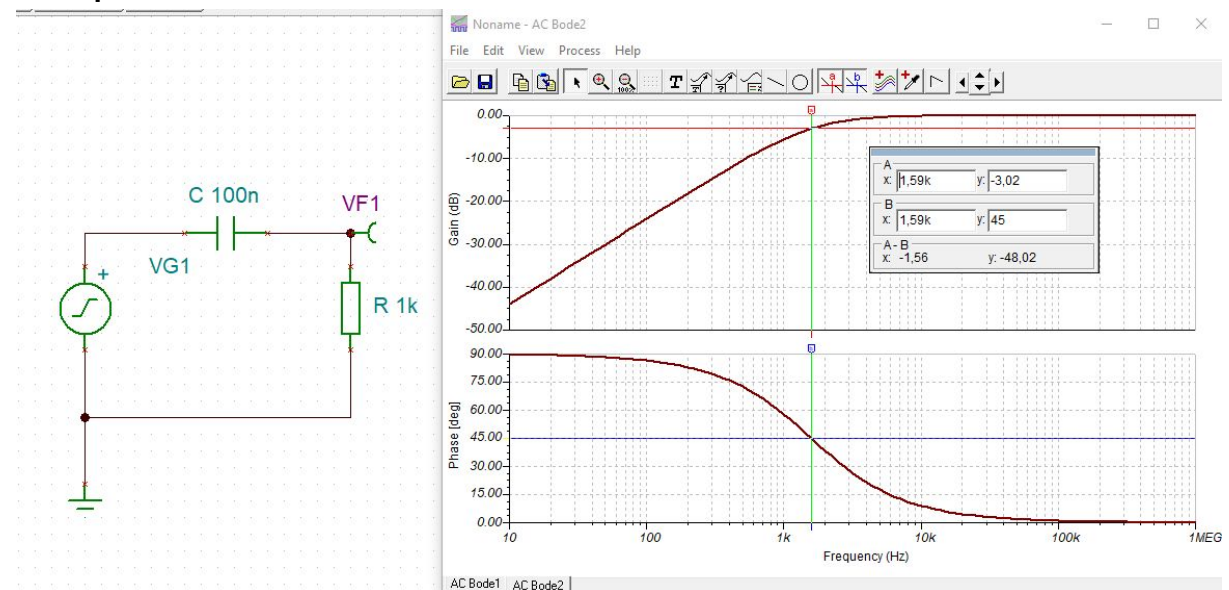 Noname - AC Bode2
File Edit View Process Help
T
100%
a
b
C 100n
VF1
VG1
+
R 1k
Gain (dB)
0.00
-10.00
-20.00
-30.00
-40.00
-50.00
A
x: 1,59k y: -3,02
B
x: 1,59k y: 45
A - B
x: -1,56 y: -48,02
Phase [deg]
90.00
75.00
60.00
45.00
30.00
15.00
0.00
10 100 1k 10k 100k 1MEG
Frequency (Hz)
AC Bode1 AC Bode2